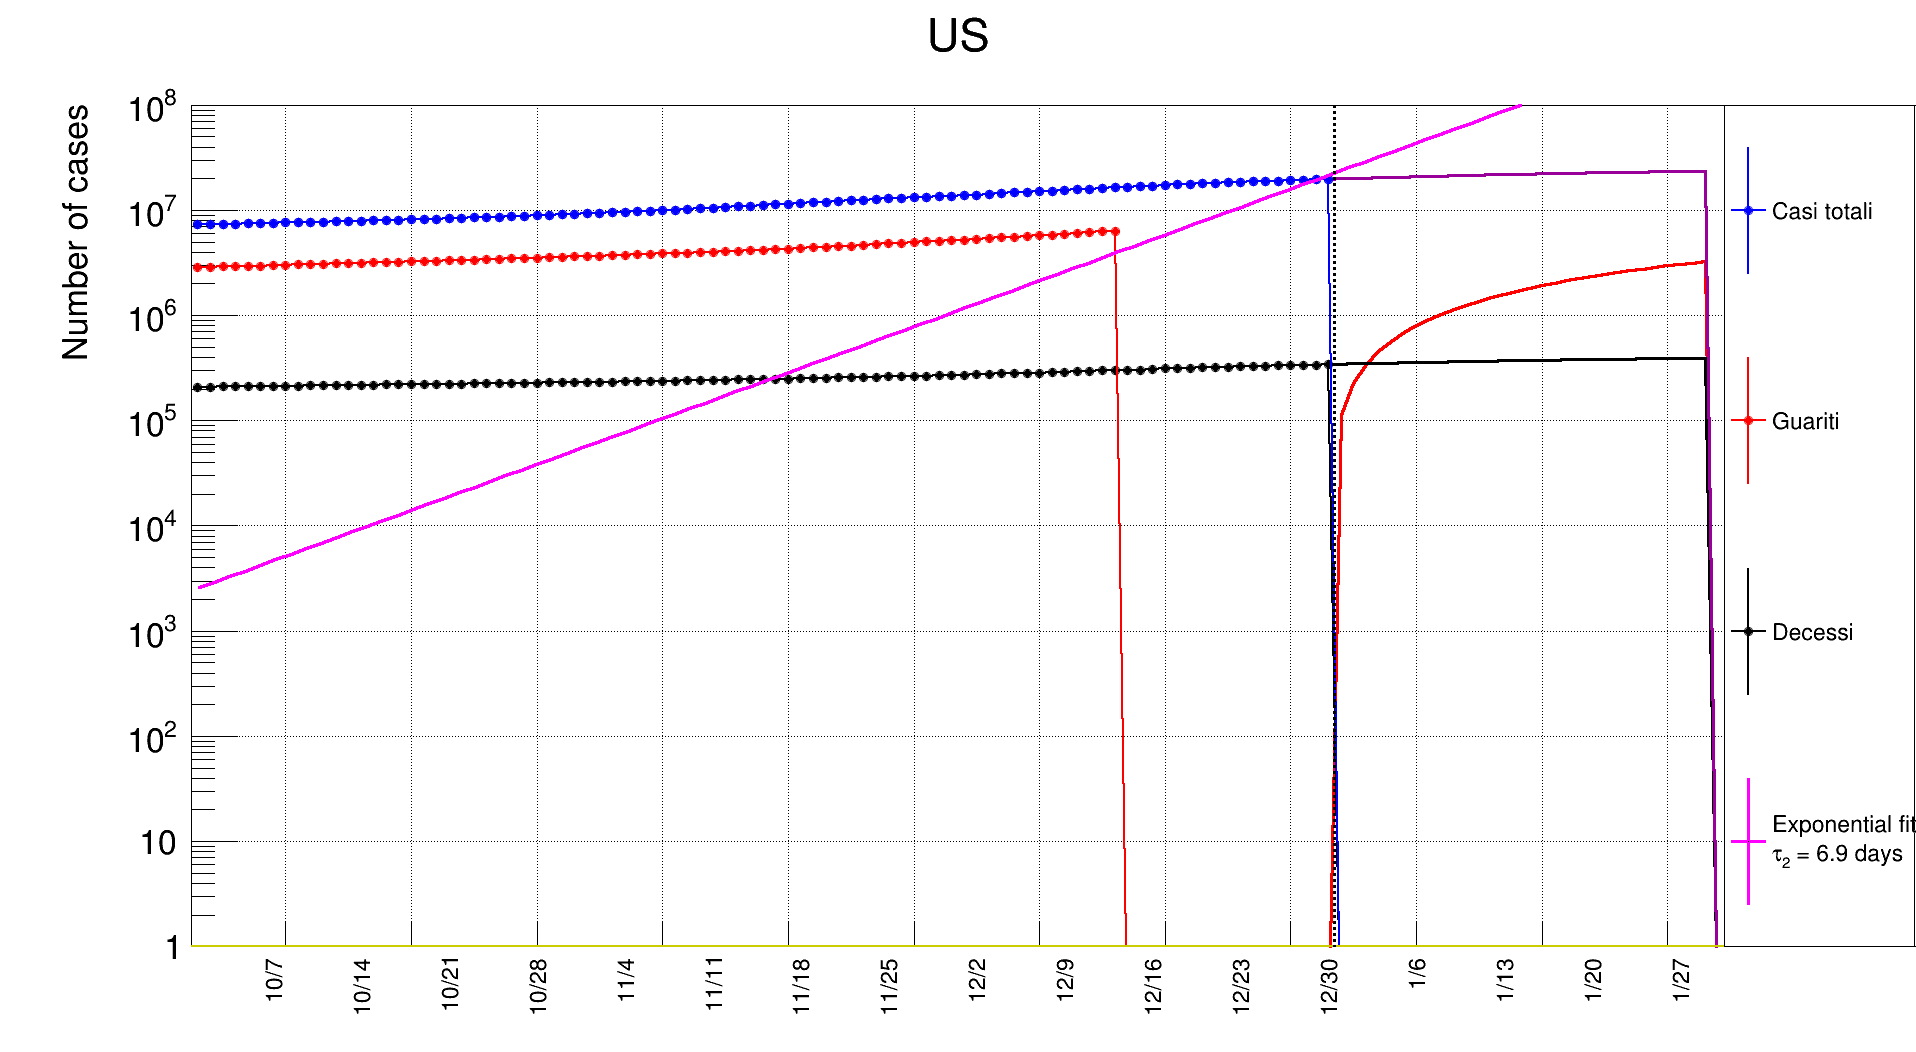 US
Number of cases
10^8
10^7
10^6
10^5
10^4
10^3
10^2
10
1
10/7 10/14 10/21 10/28 11/4 11/11 11/18 11/25 12/2 12/9 12/16 12/23 12/30 1/6 1/13 1/20 1/27
Casi totali
Guariti
Decessi
Exponential fit
τ₂ = 6.9 days